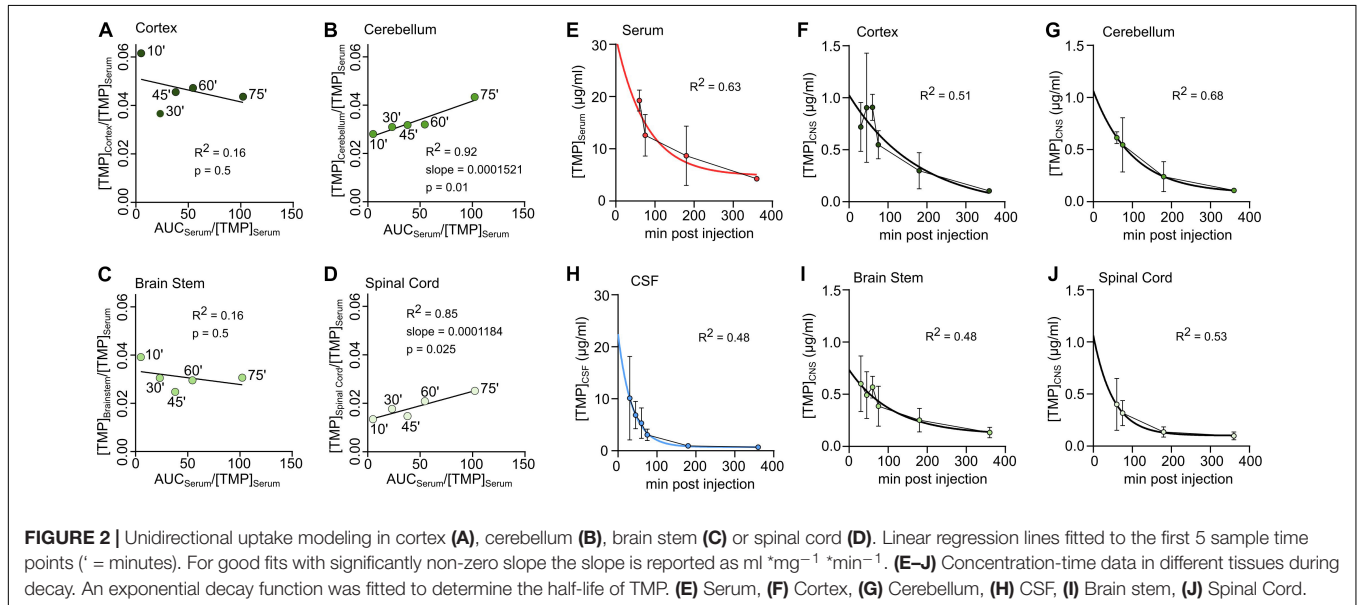 A
Cortex
[TMP]Cortex/[TMP]Serum
0.06
0.04
0.02
0.00
10'
45'
60'
75'
30'
R2 = 0.16
p = 0.5
0
50
100
150
AUCSerum/[TMP]Serum
B
Cerebellum
[TMP]Cerebellum/[TMP]Serum
0.06
0.04
0.02
0.00
75'
30'
60'
10'
45'
R2 = 0.92
slope = 0.0001521
p = 0.01
0
50
100
150
AUCSerum/[TMP]Serum
E
Serum
[TMP]Serum (µg/ml)
30
20
10
0
R2 = 0.63
0
100
200
300
400
min post injection
F
Cortex
[TMP]CNS (µg/ml)
1.5
1.0
0.5
0.0
R2 = 0.51
0
100
200
300
400
min post injection
G
Cerebellum
[TMP]CNS (µg/ml)
1.5
1.0
0.5
0.0
R2 = 0.68
0
100
200
300
400
min post injection
C
Brain Stem
[TMP]Brainstem/[TMP]Serum
0.06
0.04
0.02
0.00
R2 = 0.16
p = 0.5
10'
30'
60'
75'
45'
0
50
100
150
AUCSerum/[TMP]Serum
D
Spinal Cord
[TMP]Spinal Cord/[TMP]Serum
0.06
0.04
0.02
0.00
R2 = 0.85
slope = 0.0001184
p = 0.025
30'
60'
75'
10'
45'
0
50
100
150
AUCSerum/[TMP]Serum
H
CSF
[TMP]CSF (µg/ml)
30
20
10
0
R2 = 0.48
0
100
200
300
400
min post injection
I
Brain Stem
[TMP]CNS (µg/ml)
1.5
1.0
0.5
0.0
R2 = 0.48
0
100
200
300
400
min post injection
J
Spinal Cord
[TMP]CNS (µg/ml)
1.5
1.0
0.5
0.0
R2 = 0.53
0
100
200
300
400
min post injection
FIGURE 2 | Unidirectional uptake modeling in cortex (A), cerebellum (B), brain stem (C) or spinal cord (D). Linear regression lines fitted to the first 5 sample time
points (‘ = minutes). For good fits with significantly non-zero slope the slope is reported as ml *mg−1 *min−1. (E–J) Concentration-time data in different tissues during
decay. An exponential decay function was fitted to determine the half-life of TMP. (E) Serum, (F) Cortex, (G) Cerebellum, (H) CSF, (I) Brain stem, (J) Spinal Cord.